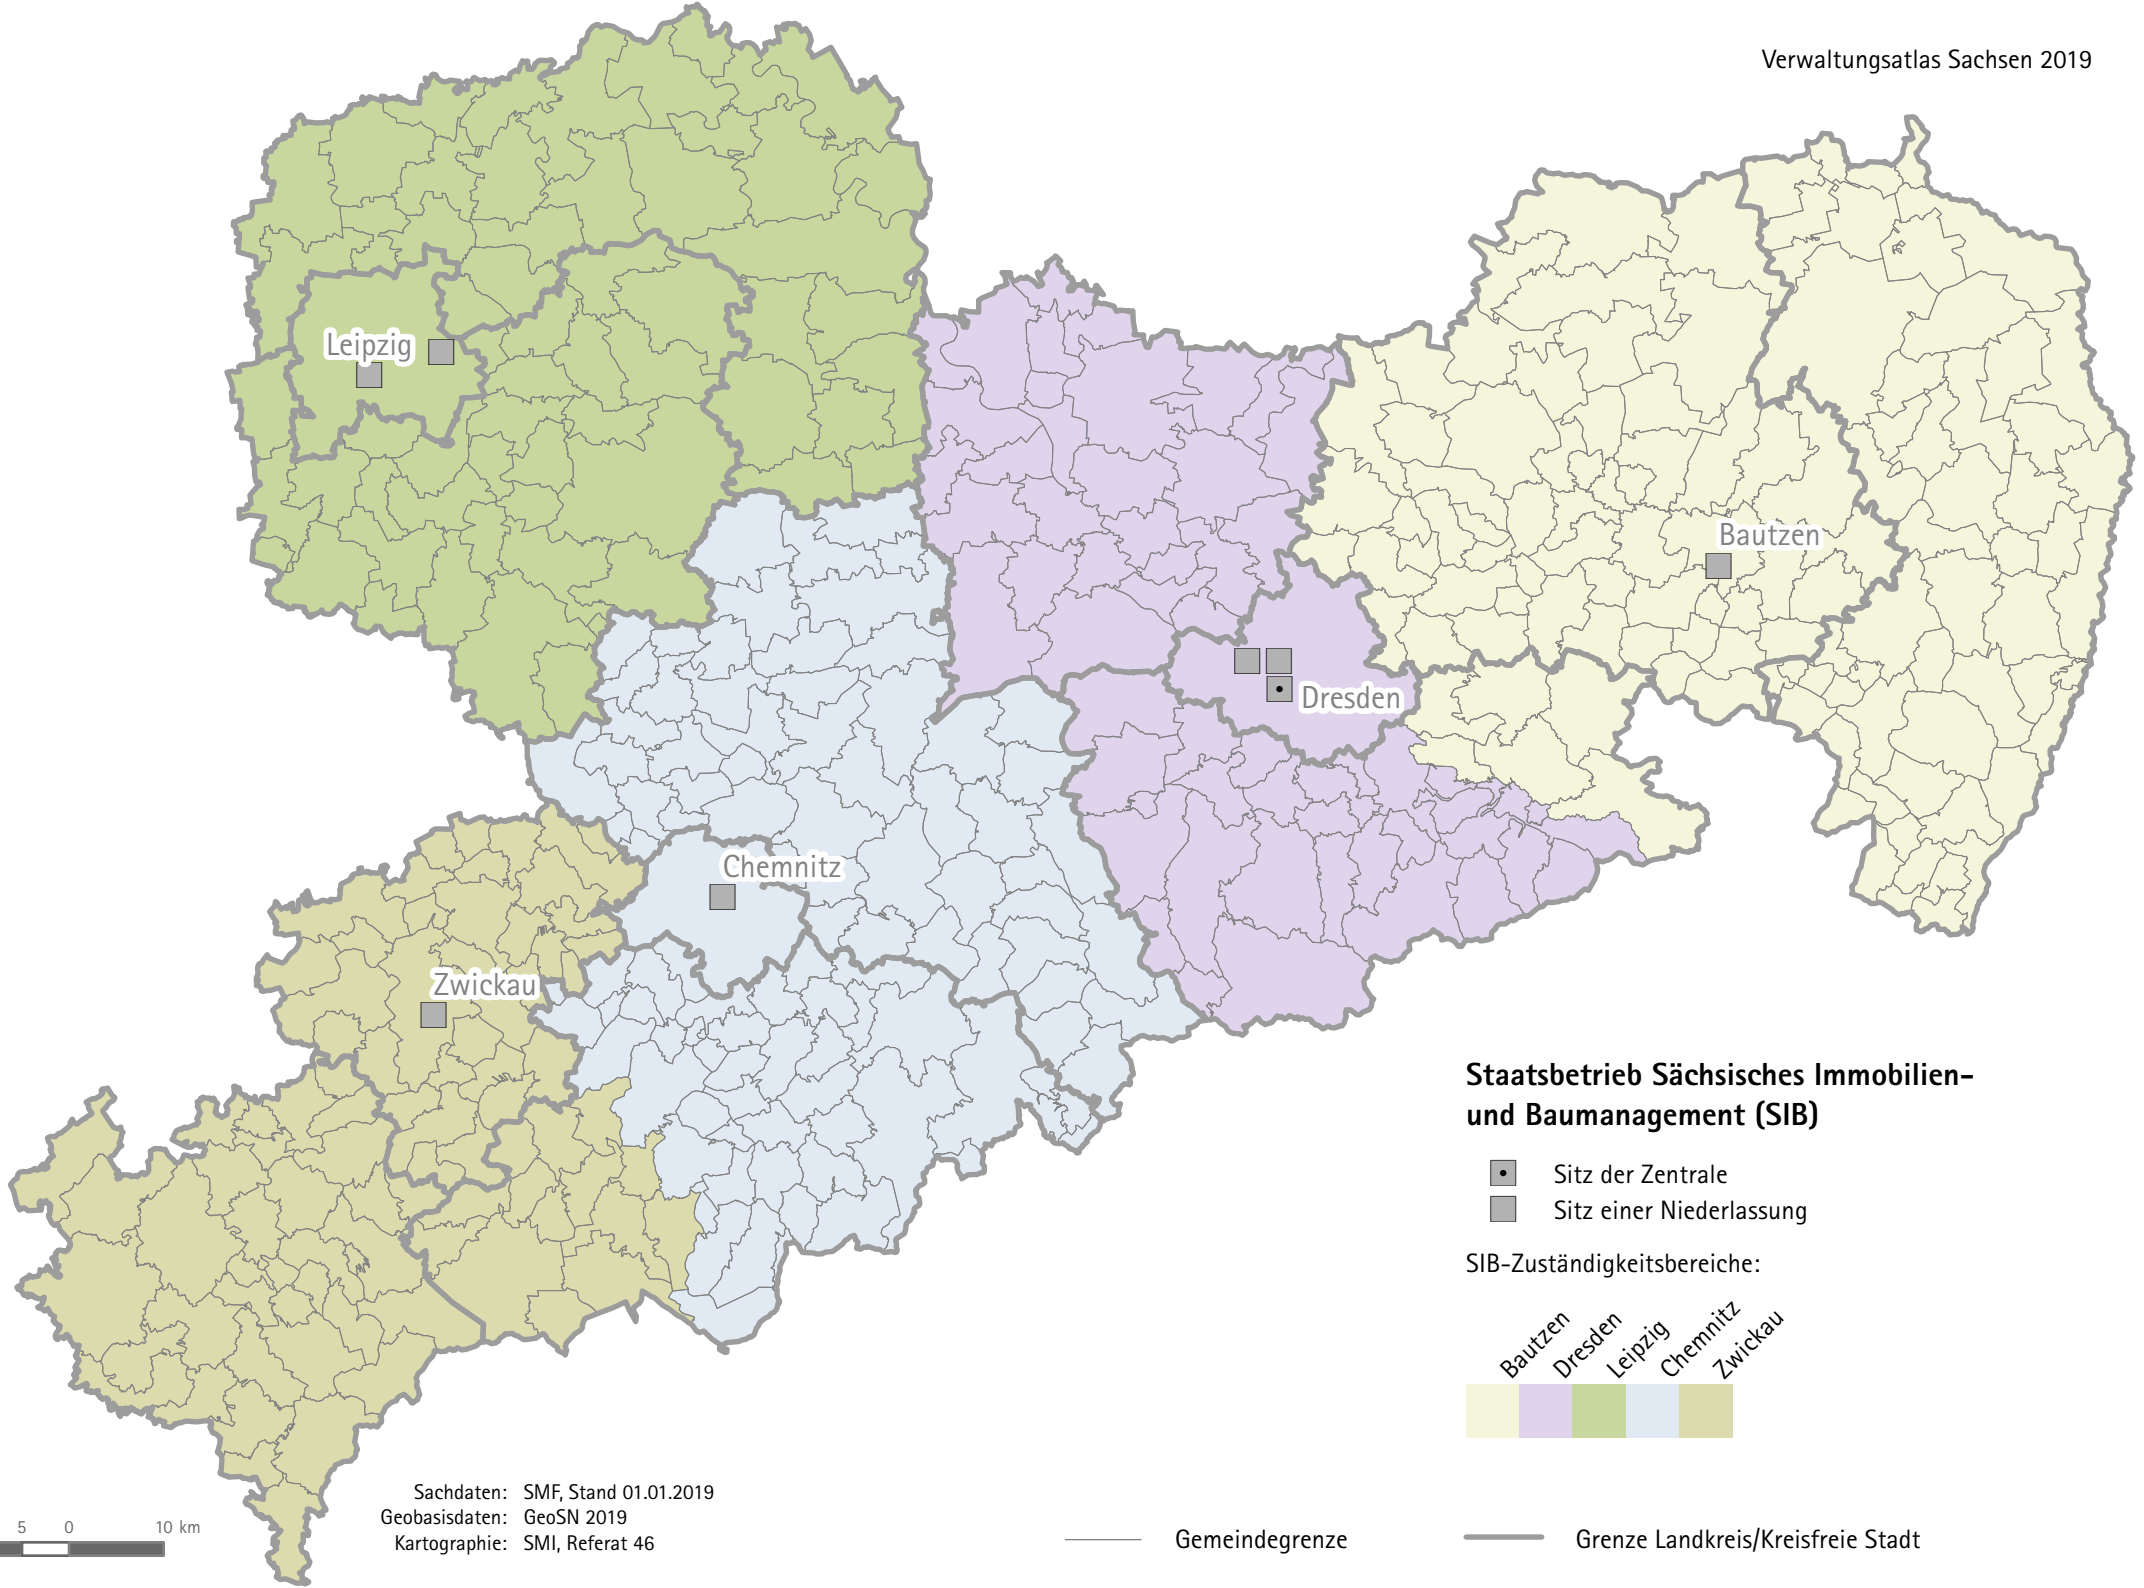 Verwaltungsatlas Sachsen 2019
Leipzig
Bautzen
Dresden
Chemnitz
Zwickau
Staatsbetrieb Sächsisches Immobilien-
und Baumanagement (SIB)
Sitz der Zentrale
Sitz einer Niederlassung
SIB-Zuständigkeitsbereiche:
Bautzen
Dresden
Leipzig
Chemnitz
Zwickau
Sachdaten: SMF, Stand 01.01.2019
Geobasisdaten: GeoSN 2019
Kartographie: SMI, Referat 46
5 0 10 km
Gemeindegrenze
Grenze Landkreis/Kreisfreie Stadt